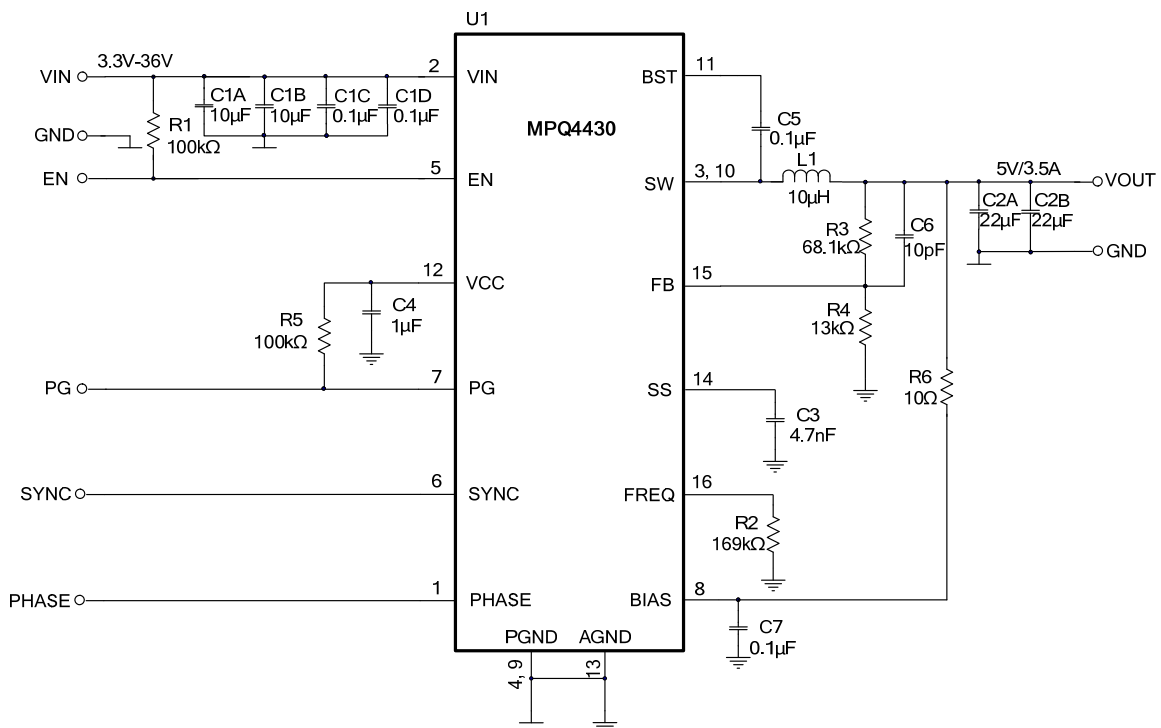 U1
3.3V-36V
VIN
2
VIN
BST
11
C1A
10µF
C1B
10µF
C1C
0.1µF
C1D
0.1µF
MPQ4430
C5
0.1µF
GND
R1
100kΩ
L1
10µH
EN
5
EN
SW
3, 10
5V/3.5A
VOUT
C2A
22µF
C2B
22µF
R3
68.1kΩ
C6
10pF
GND
12
VCC
FB
15
C4
1µF
R5
100kΩ
R4
13kΩ
PG
7
PG
SS
14
R6
10Ω
C3
4.7nF
SYNC
6
SYNC
FREQ
16
R2
169kΩ
PHASE
1
PHASE
BIAS
8
C7
0.1µF
PGND
AGND
4, 9
13